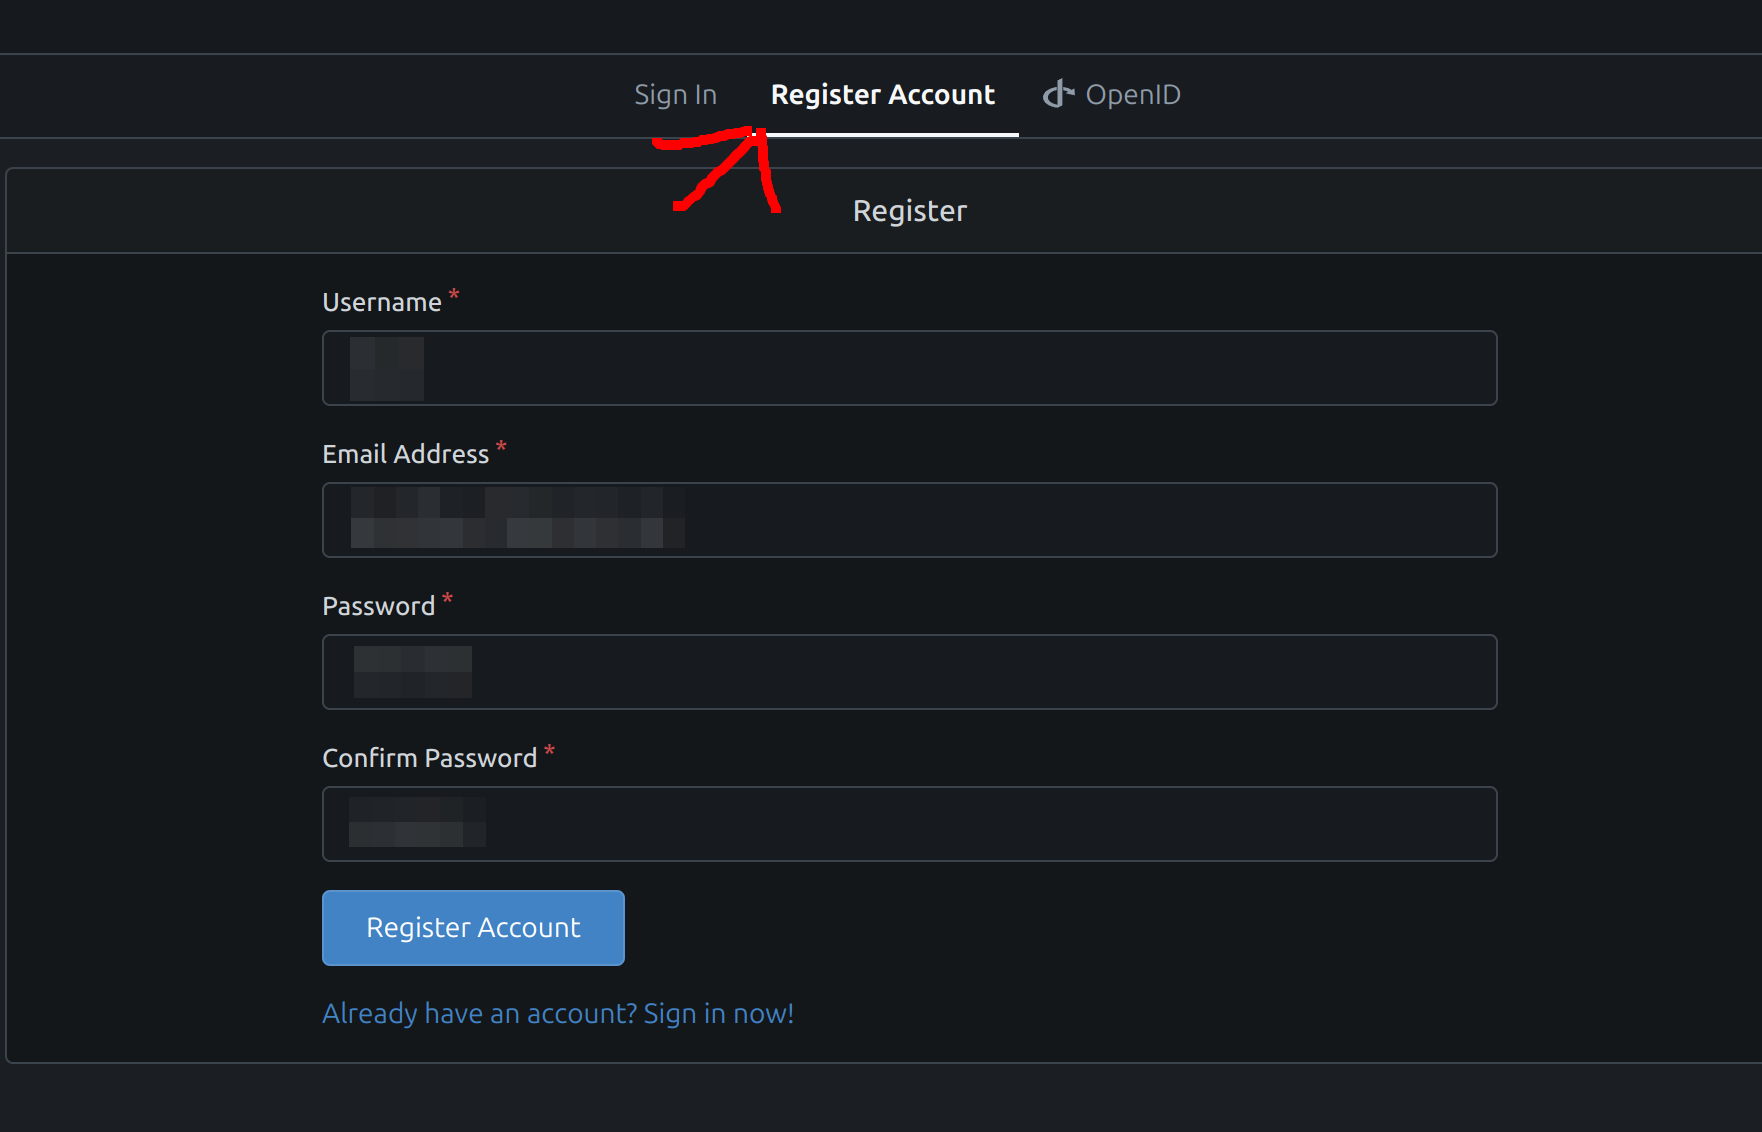 Sign In Register Account OpenID
Register
Username *
Email Address *
Password *
Confirm Password *
Register Account
Already have an account? Sign in now!